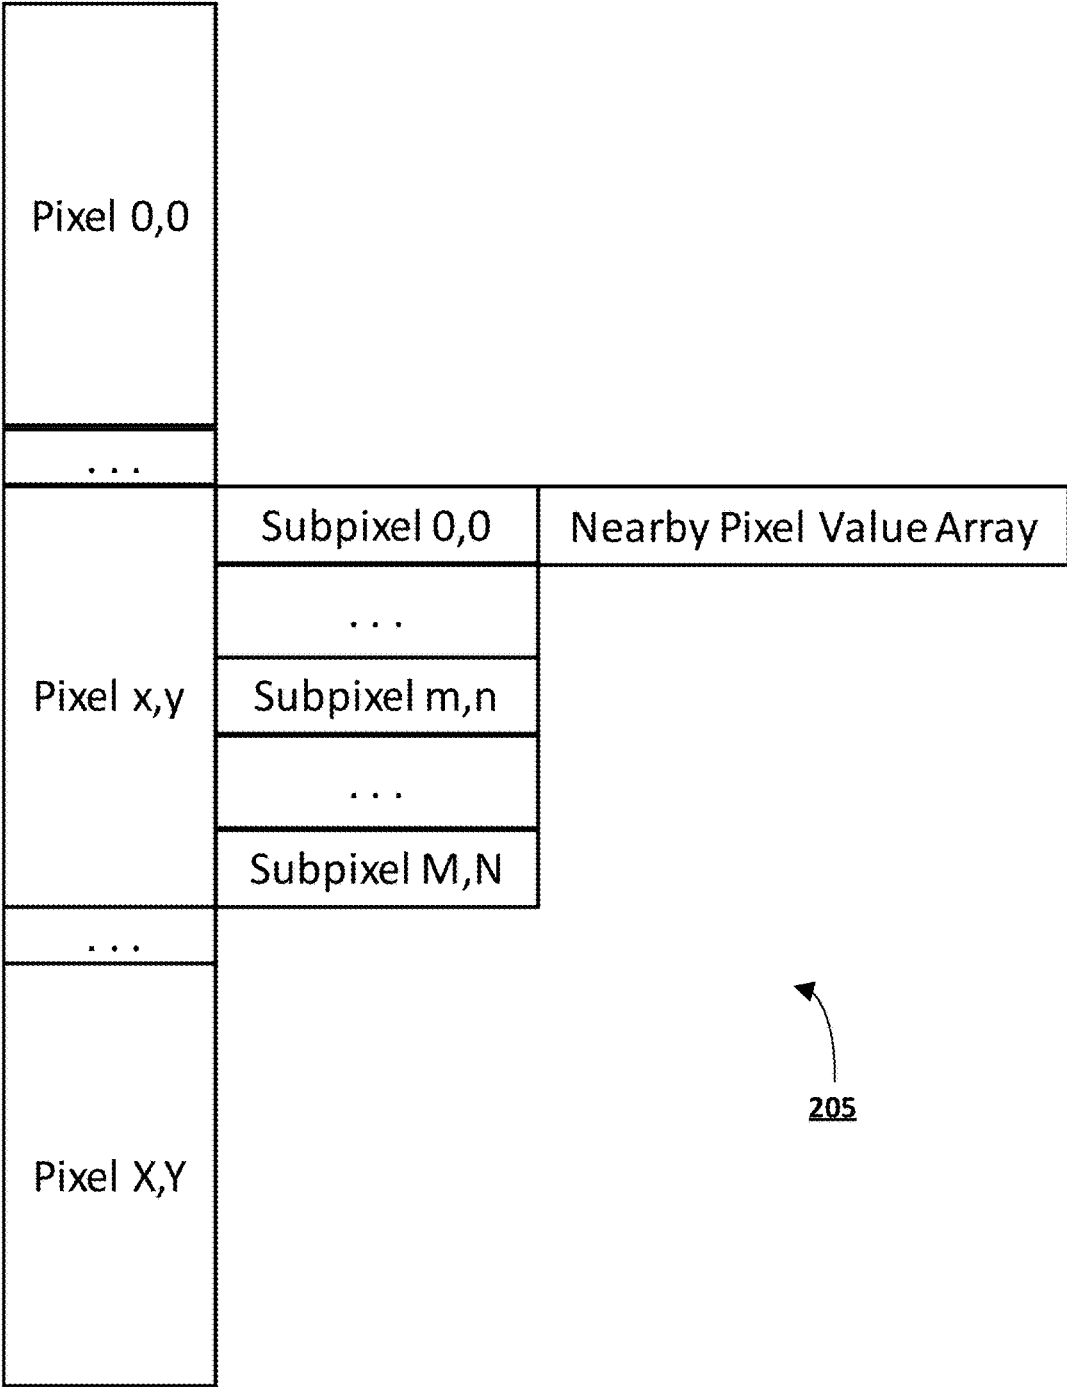 Pixel 0,0
. . .
Subpixel 0,0
Nearby Pixel Value Array
. . .
Pixel x,y
Subpixel m,n
. . .
Subpixel M,N
. . .
205
Pixel X,Y